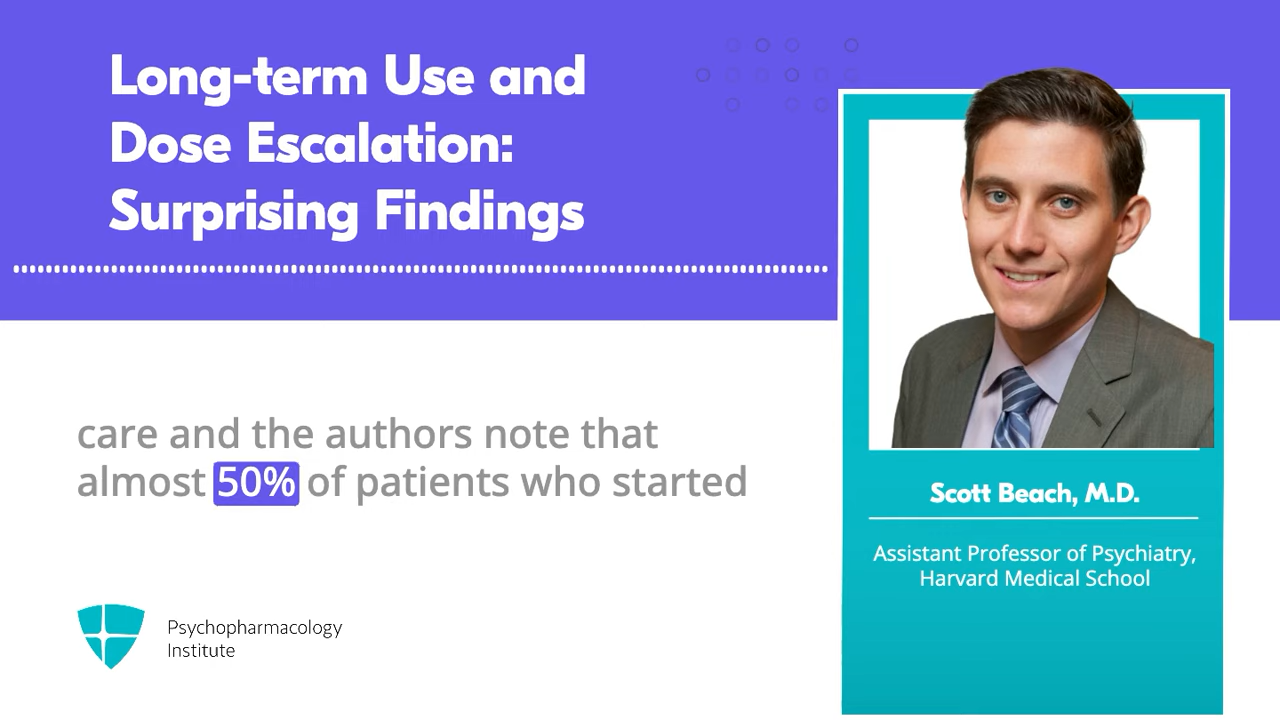 Long-term Use and
Dose Escalation:
Surprising Findings
care and the authors note that
almost 50% of patients who started
Psychopharmacology
Institute
Scott Beach, M.D.
Assistant Professor of Psychiatry,
Harvard Medical School